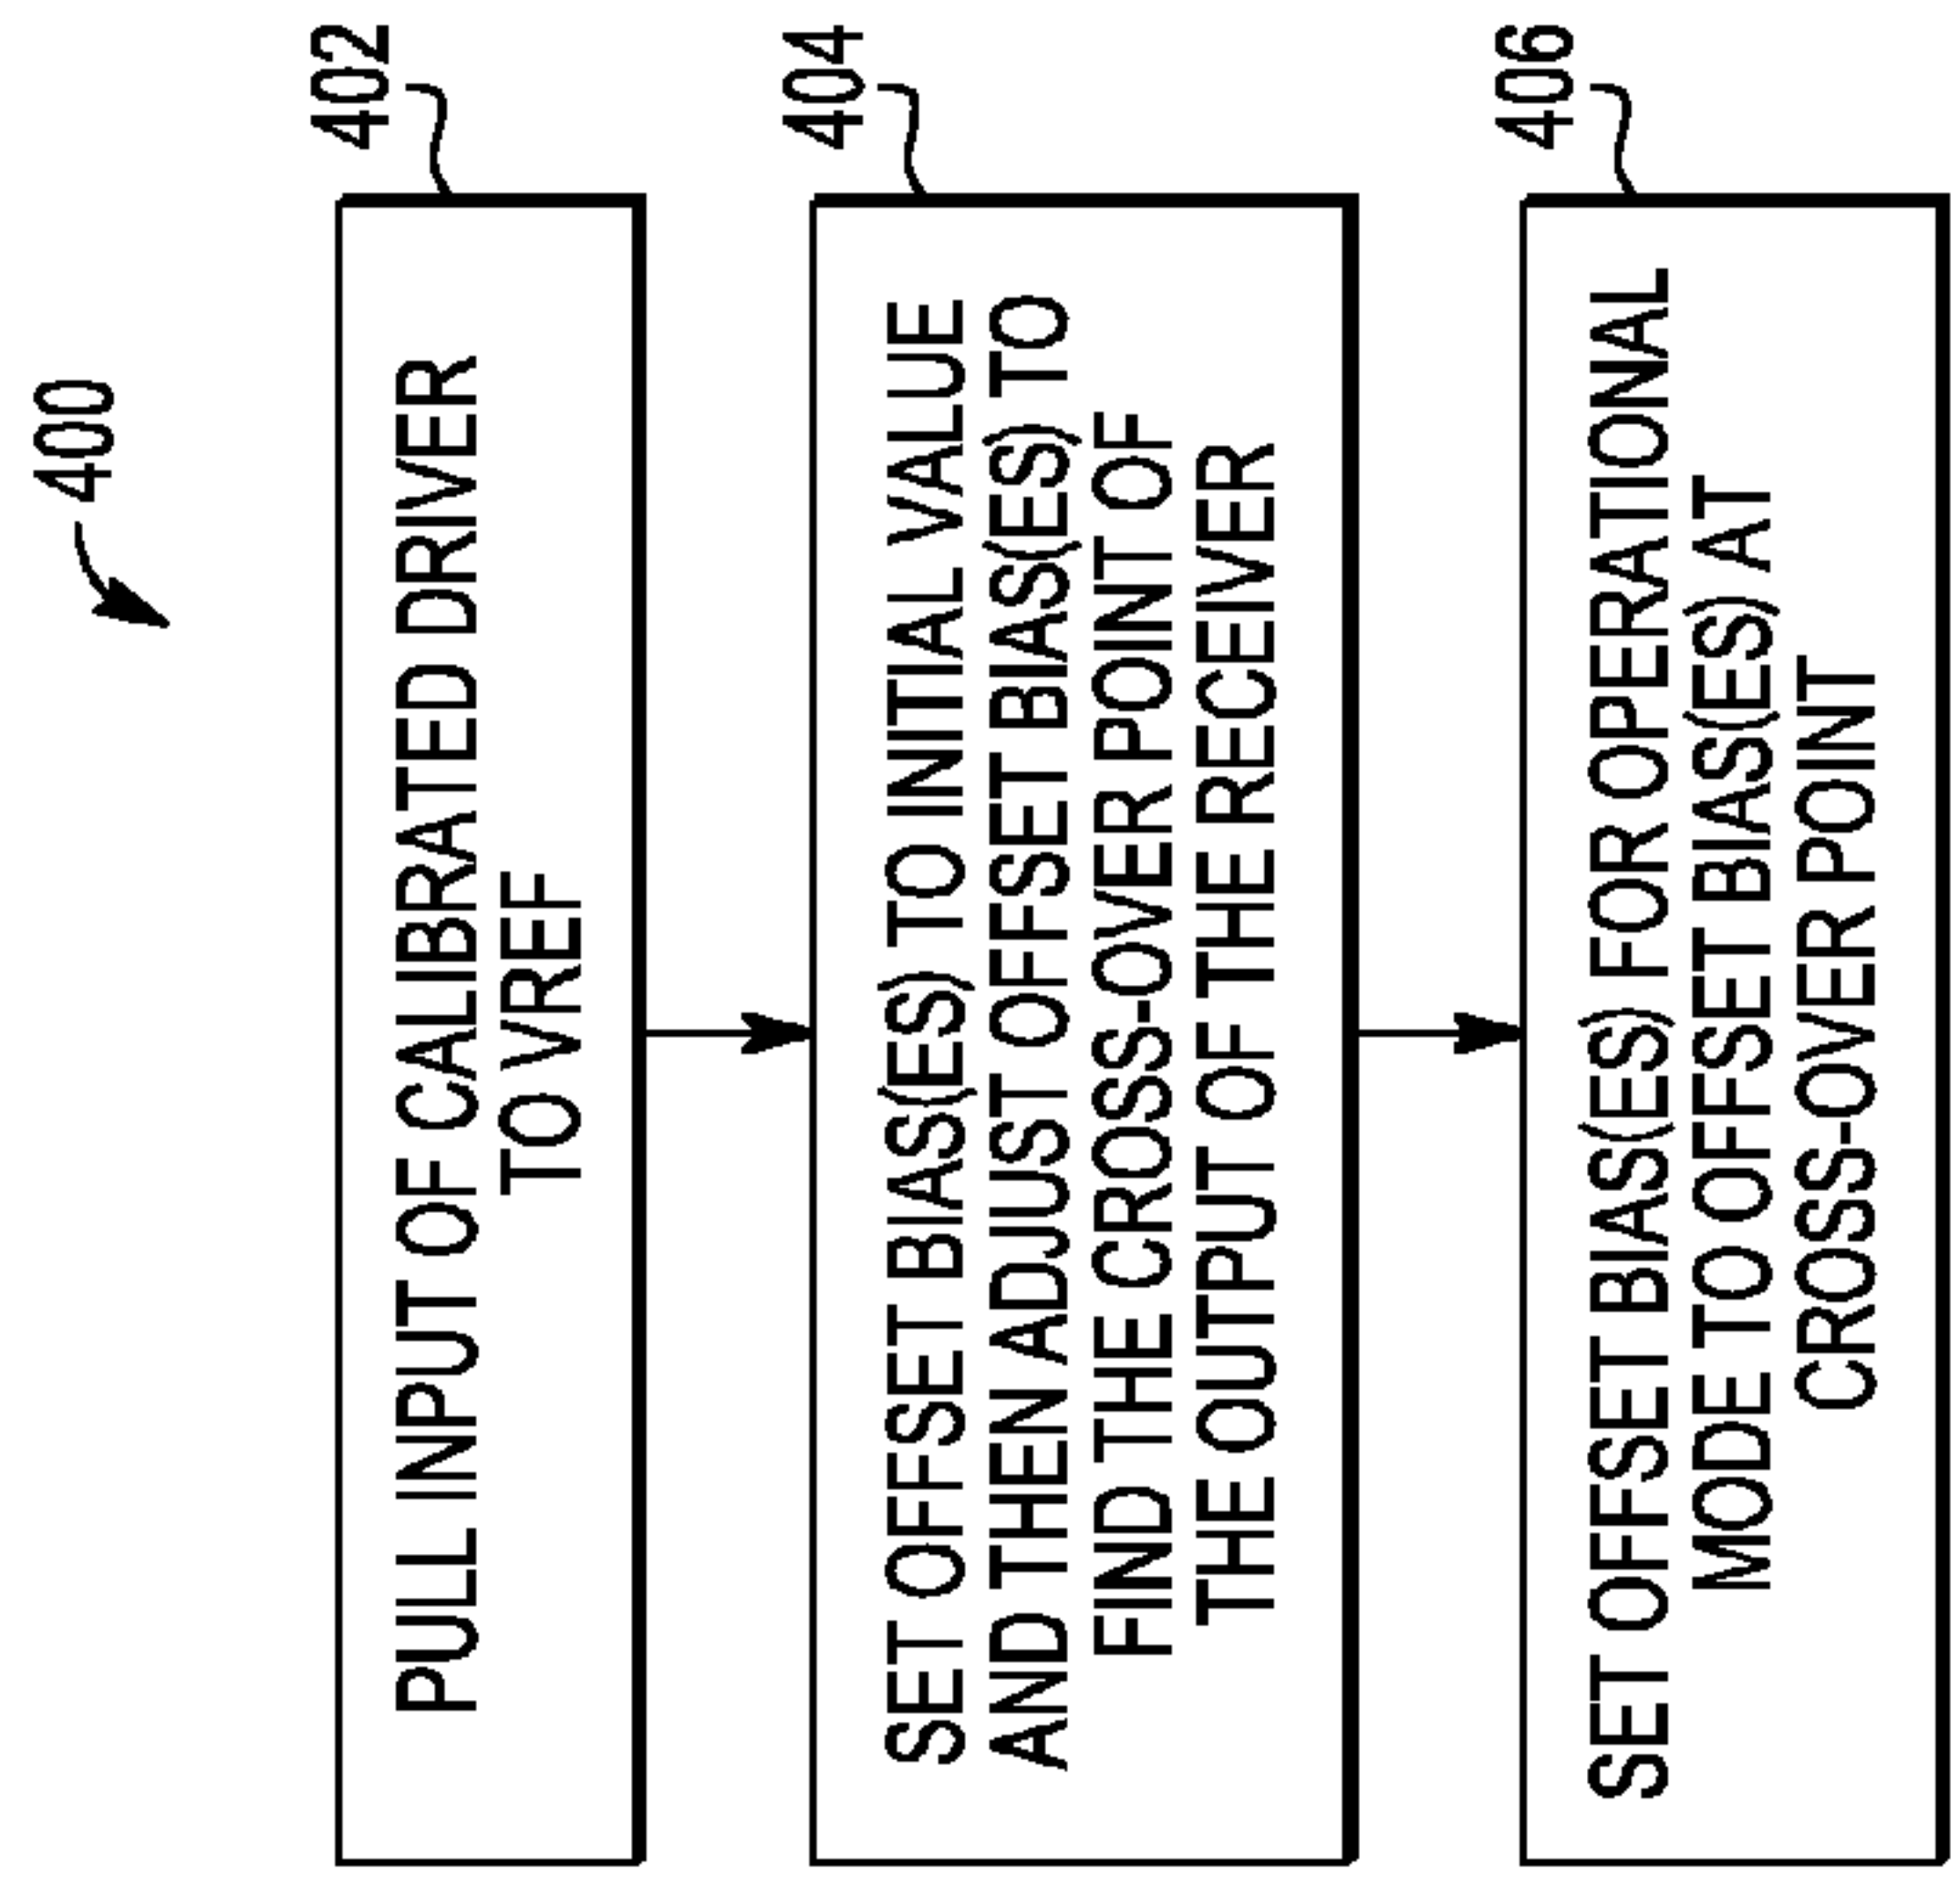 400
402
PULL INPUT OF CALIBRATED DRIVER
TO VREF
404
SET OFFSET BIAS(ES) TO INITIAL VALUE
AND THEN ADJUST OFFSET BIAS(ES) TO
FIND THE CROSS-OVER POINT OF
THE OUTPUT OF THE RECEIVER
406
SET OFFSET BIAS(ES) FOR OPERATIONAL
MODE TO OFFSET BIAS(ES) AT
CROSS-OVER POINT